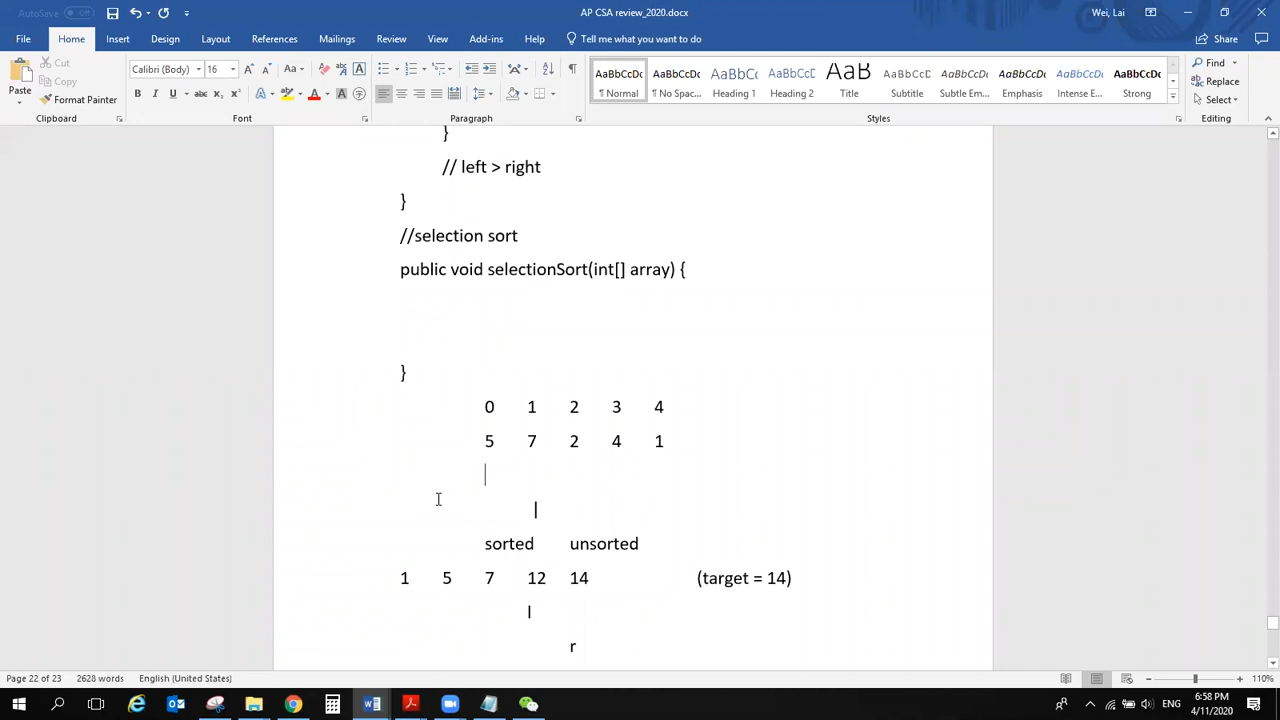 AutoSave Off AP CSA review_2020.docx Wei, Lai
File Home Insert Design Layout References Mailings Review View Add-ins Help Tell me what you want to do Share
Cut
Copy
Paste
Format Painter
Clipboard
Calibri (Body) 16
Font
Paragraph
AaBbCcDc AaBbCcDc AaBbCc AaBbCcD AaB AaBbCcD AaBbCcDc AaBbCcDc AaBbCcDc AaBbCcDc
¶ Normal ¶ No Spac... Heading 1 Heading 2 Title Subtitle Subtle Em... Emphasis Intense E... Strong
Styles
Find
Replace
Select
Editing
}
// left > right
}
//selection sort
public void selectionSort(int[] array) {
}
0 1 2 3 4
5 7 2 4 1
|
sorted unsorted
1 5 7 12 14 (target = 14)
l
r
Page 22 of 23 2628 words English (United States) 110%
ENG 6:58 PM
4/11/2020